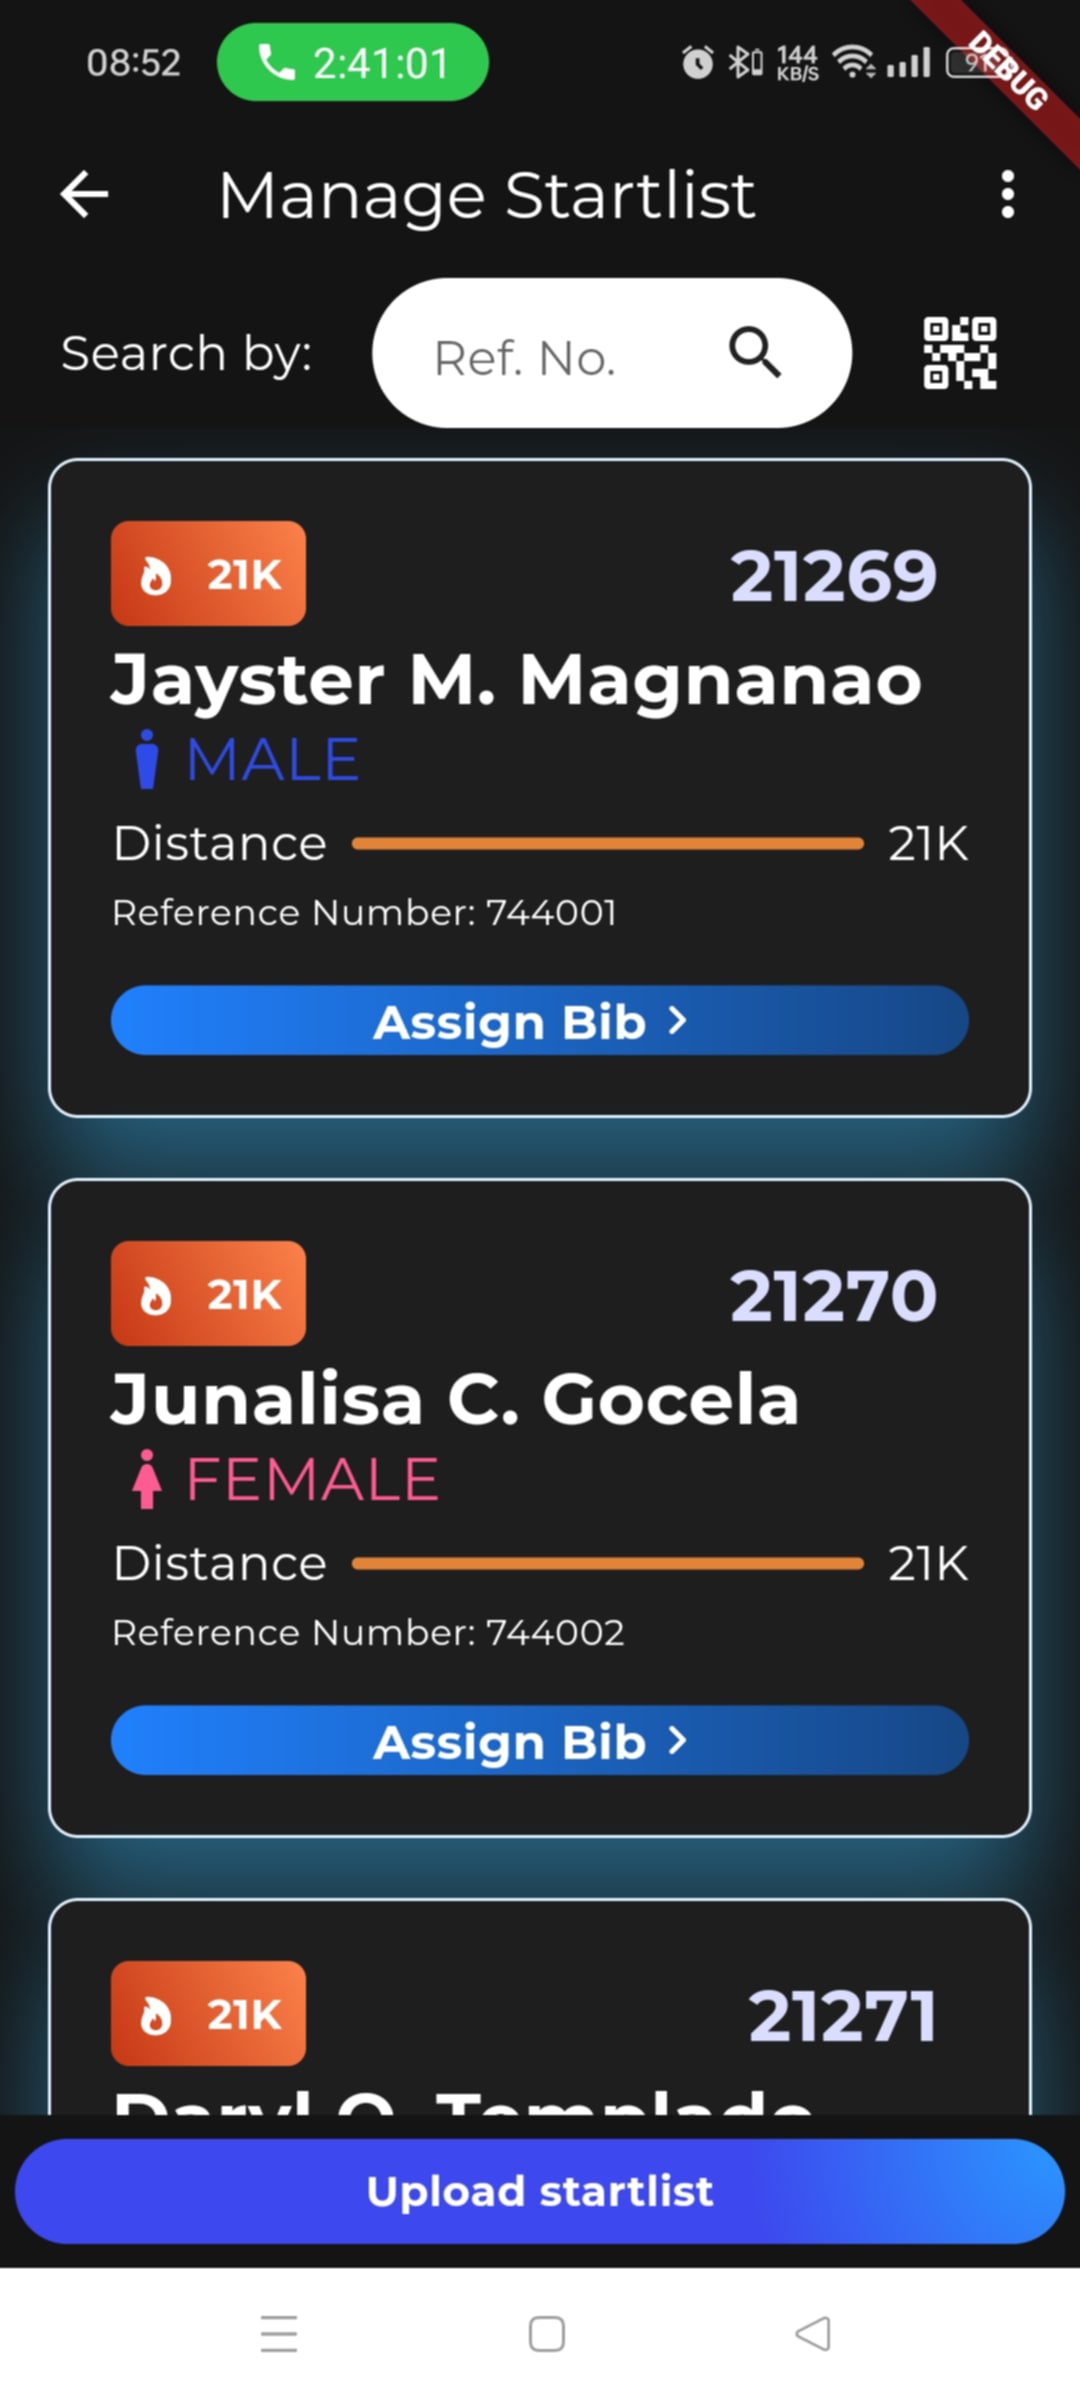 08:52 2:41:01 144 KB/S
DEBUG
Manage Startlist
Search by: Ref. No.
21K 21269
Jayster M. Magnanao
MALE
Distance 21K
Reference Number: 744001
Assign Bib >
21K 21270
Junalisa C. Gocela
FEMALE
Distance 21K
Reference Number: 744002
Assign Bib >
21K 21271
Daryl O. Templado
Upload startlist